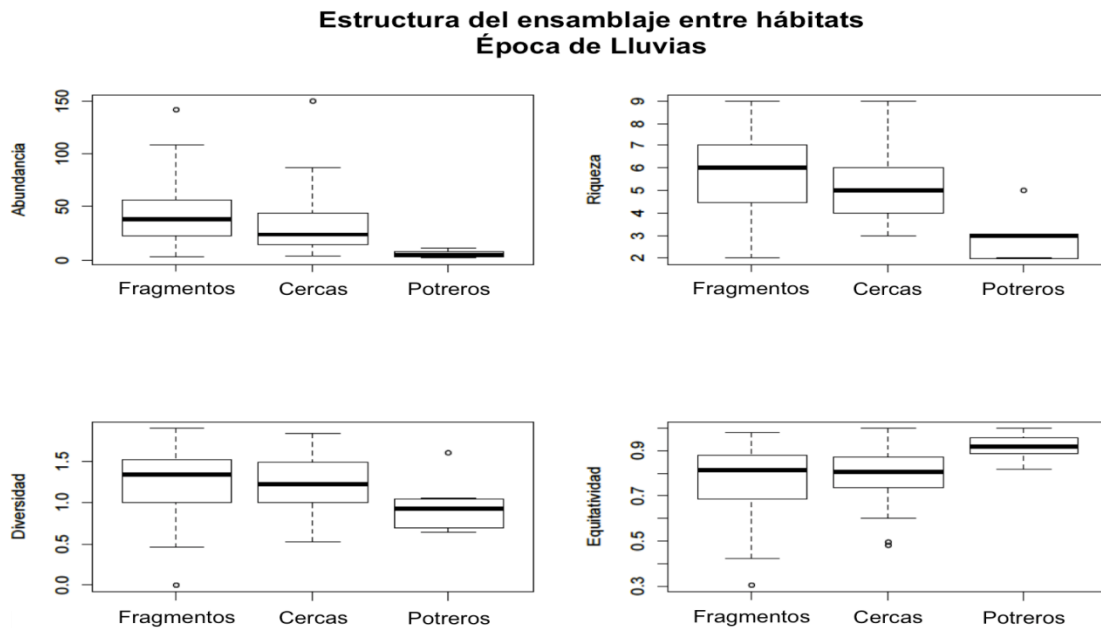 Estructura del ensamblaje entre hábitats
Época de Lluvias
Abundancia
150
100
50
0
Fragmentos Cercas Potreros
Riqueza
9
8
7
6
5
4
3
2
Fragmentos Cercas Potreros
Diversidad
1.5
1.0
0.5
0.0
Fragmentos Cercas Potreros
Equitatividad
0.9
0.7
0.5
0.3
Fragmentos Cercas Potreros